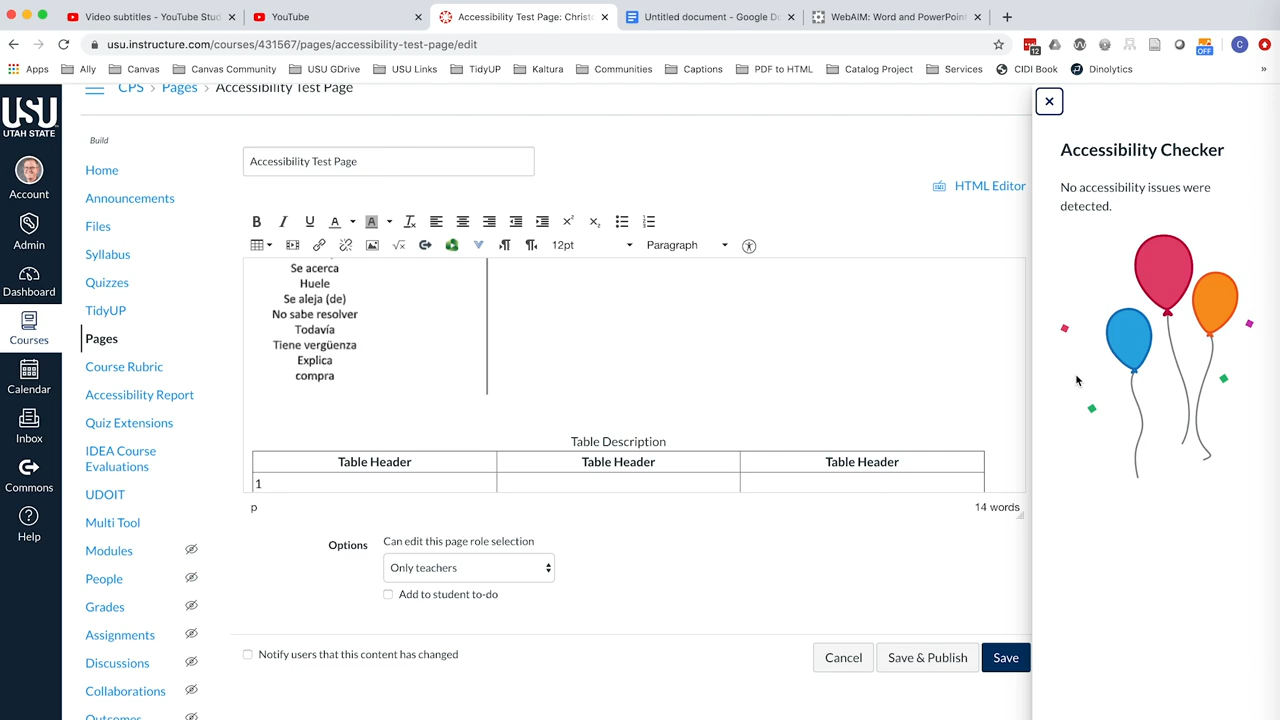 Video subtitles - YouTube Stud
YouTube
Accessibility Test Page: Christo
Untitled document - Google Do
WebAIM: Word and PowerPoint
usu.instructure.com/courses/431567/pages/accessibility-test-page/edit
12
OFF
C
Apps
Ally
Canvas
Canvas Community
USU GDrive
USU Links
TidyUP
Kaltura
Communities
Captions
PDF to HTML
Catalog Project
Services
CIDI Book
Dinolytics
»
USU
UTAH STATE
Account
Admin
Dashboard
Courses
Calendar
Inbox
Commons
Help
CPS > Pages > Accessibility Test Page
Build
Home
Announcements
Files
Syllabus
Quizzes
TidyUP
Pages
Course Rubric
Accessibility Report
Quiz Extensions
IDEA Course
Evaluations
UDOIT
Multi Tool
Modules
People
Grades
Assignments
Discussions
Collaborations
Outcomes
Accessibility Test Page
HTML Editor
12pt
Paragraph
Se acerca
Huele
Se aleja (de)
No sabe resolver
Todavía
Tiene vergüenza
Explica
compra
Table Description
Table Header Table Header Table Header
1
p
14 words
Options
Can edit this page role selection
Only teachers
Add to student to-do
Notify users that this content has changed
Cancel
Save & Publish
Save
Accessibility Checker
No accessibility issues were
detected.